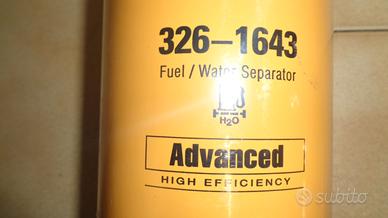 326-1643
Fuel / Water Separator
H₂O
Advanced
HIGH EFFICIENCY
subito